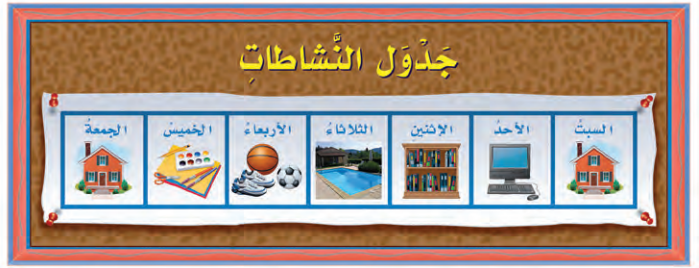 جَدْوَل النَّشاطاتِ
السبتُ الأحدُ الإثنينِ الثلاثاءُ الأربعاءُ الخميسُ الجمعةُ